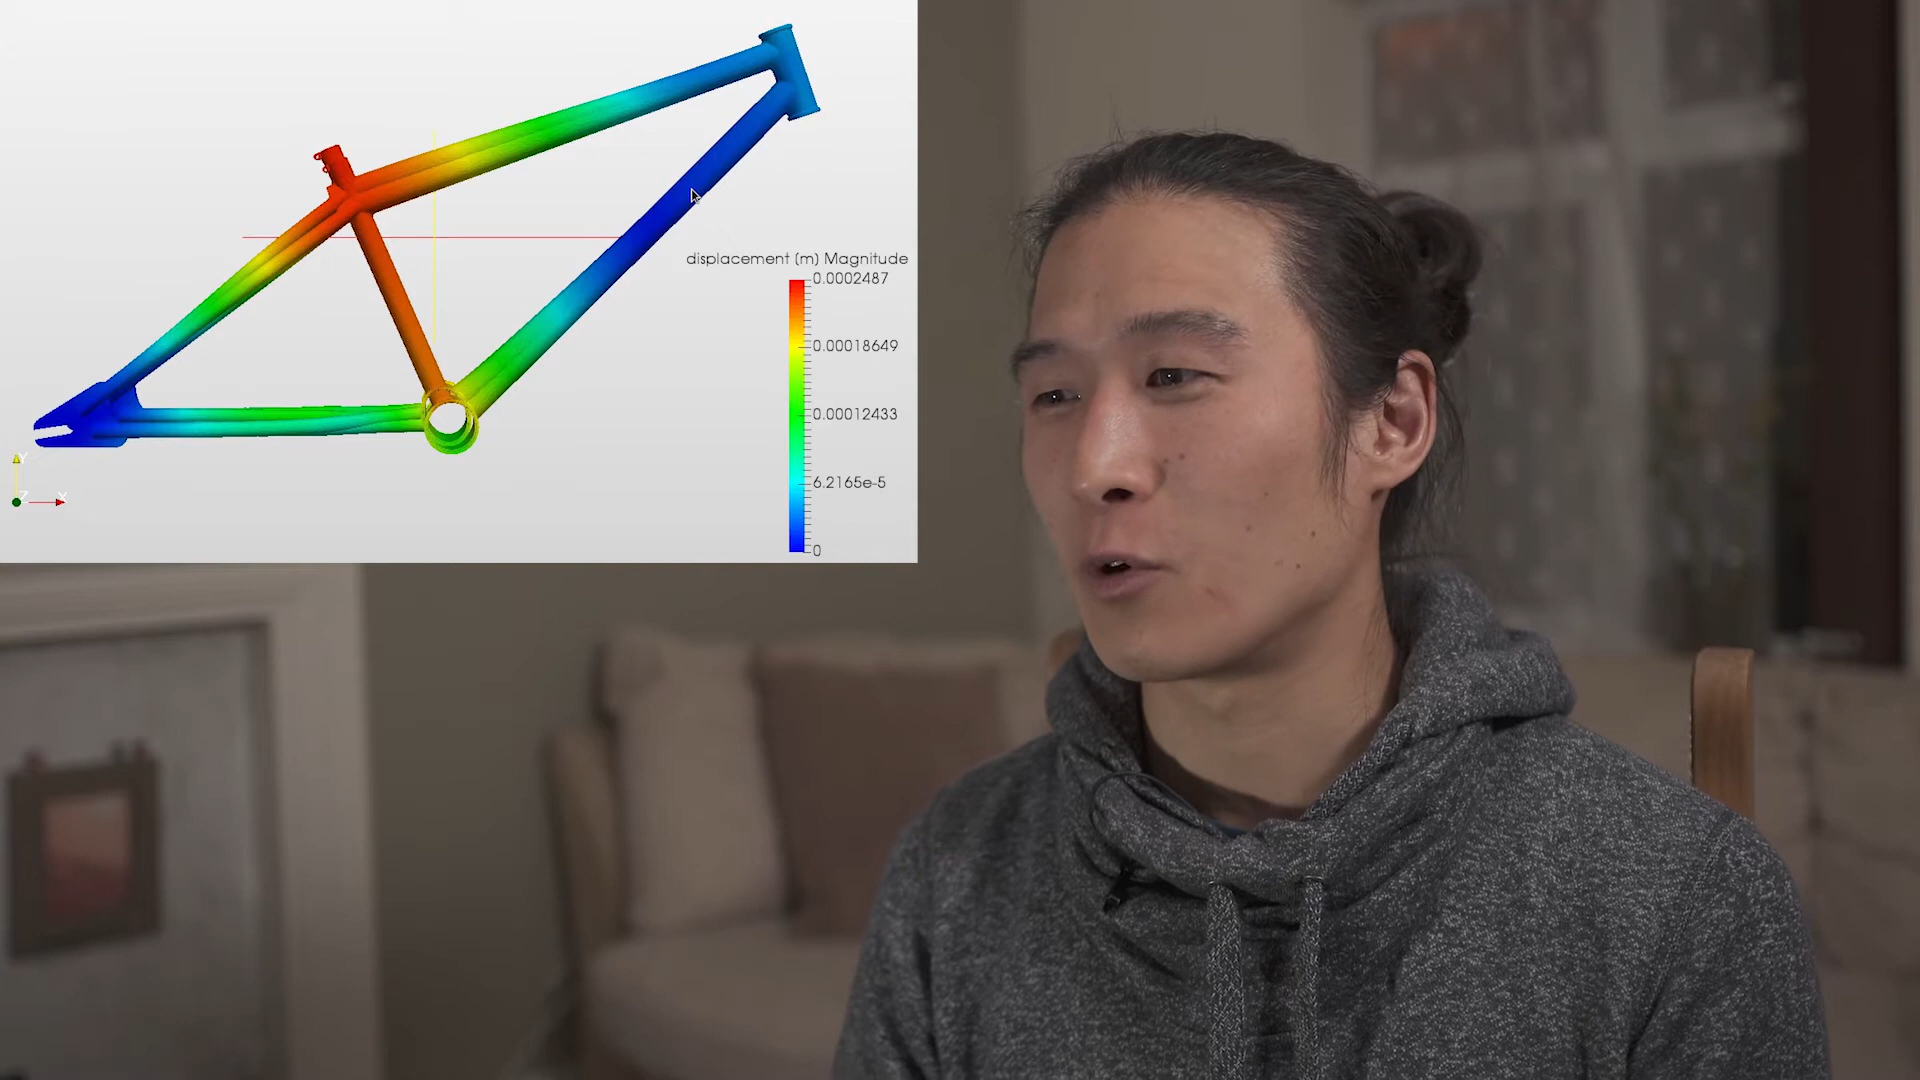 displacement (m) Magnitude
0.0002487
0.00018649
0.00012433
6.2165e-5
0
Y
Z X